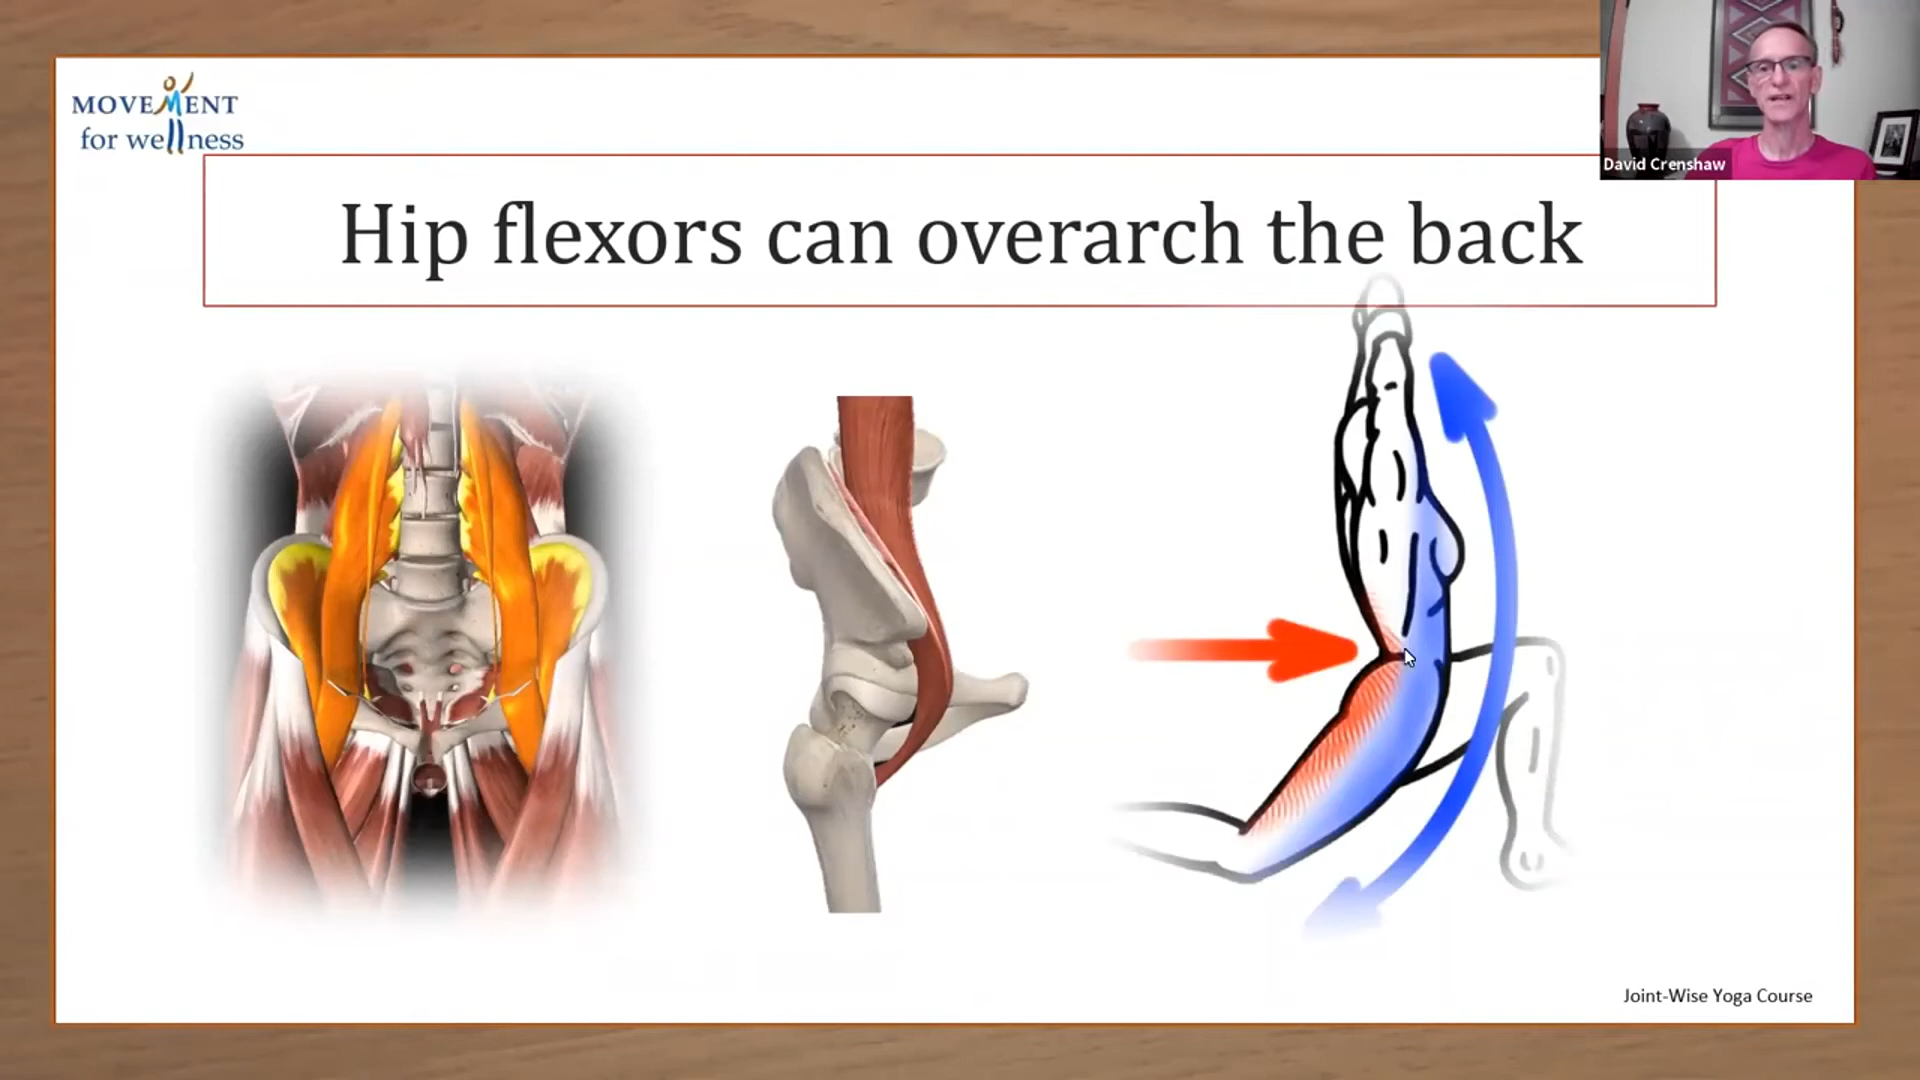 MOVEMENT
for wellness
David Crenshaw
Hip flexors can overarch the back
Joint-Wise Yoga Course